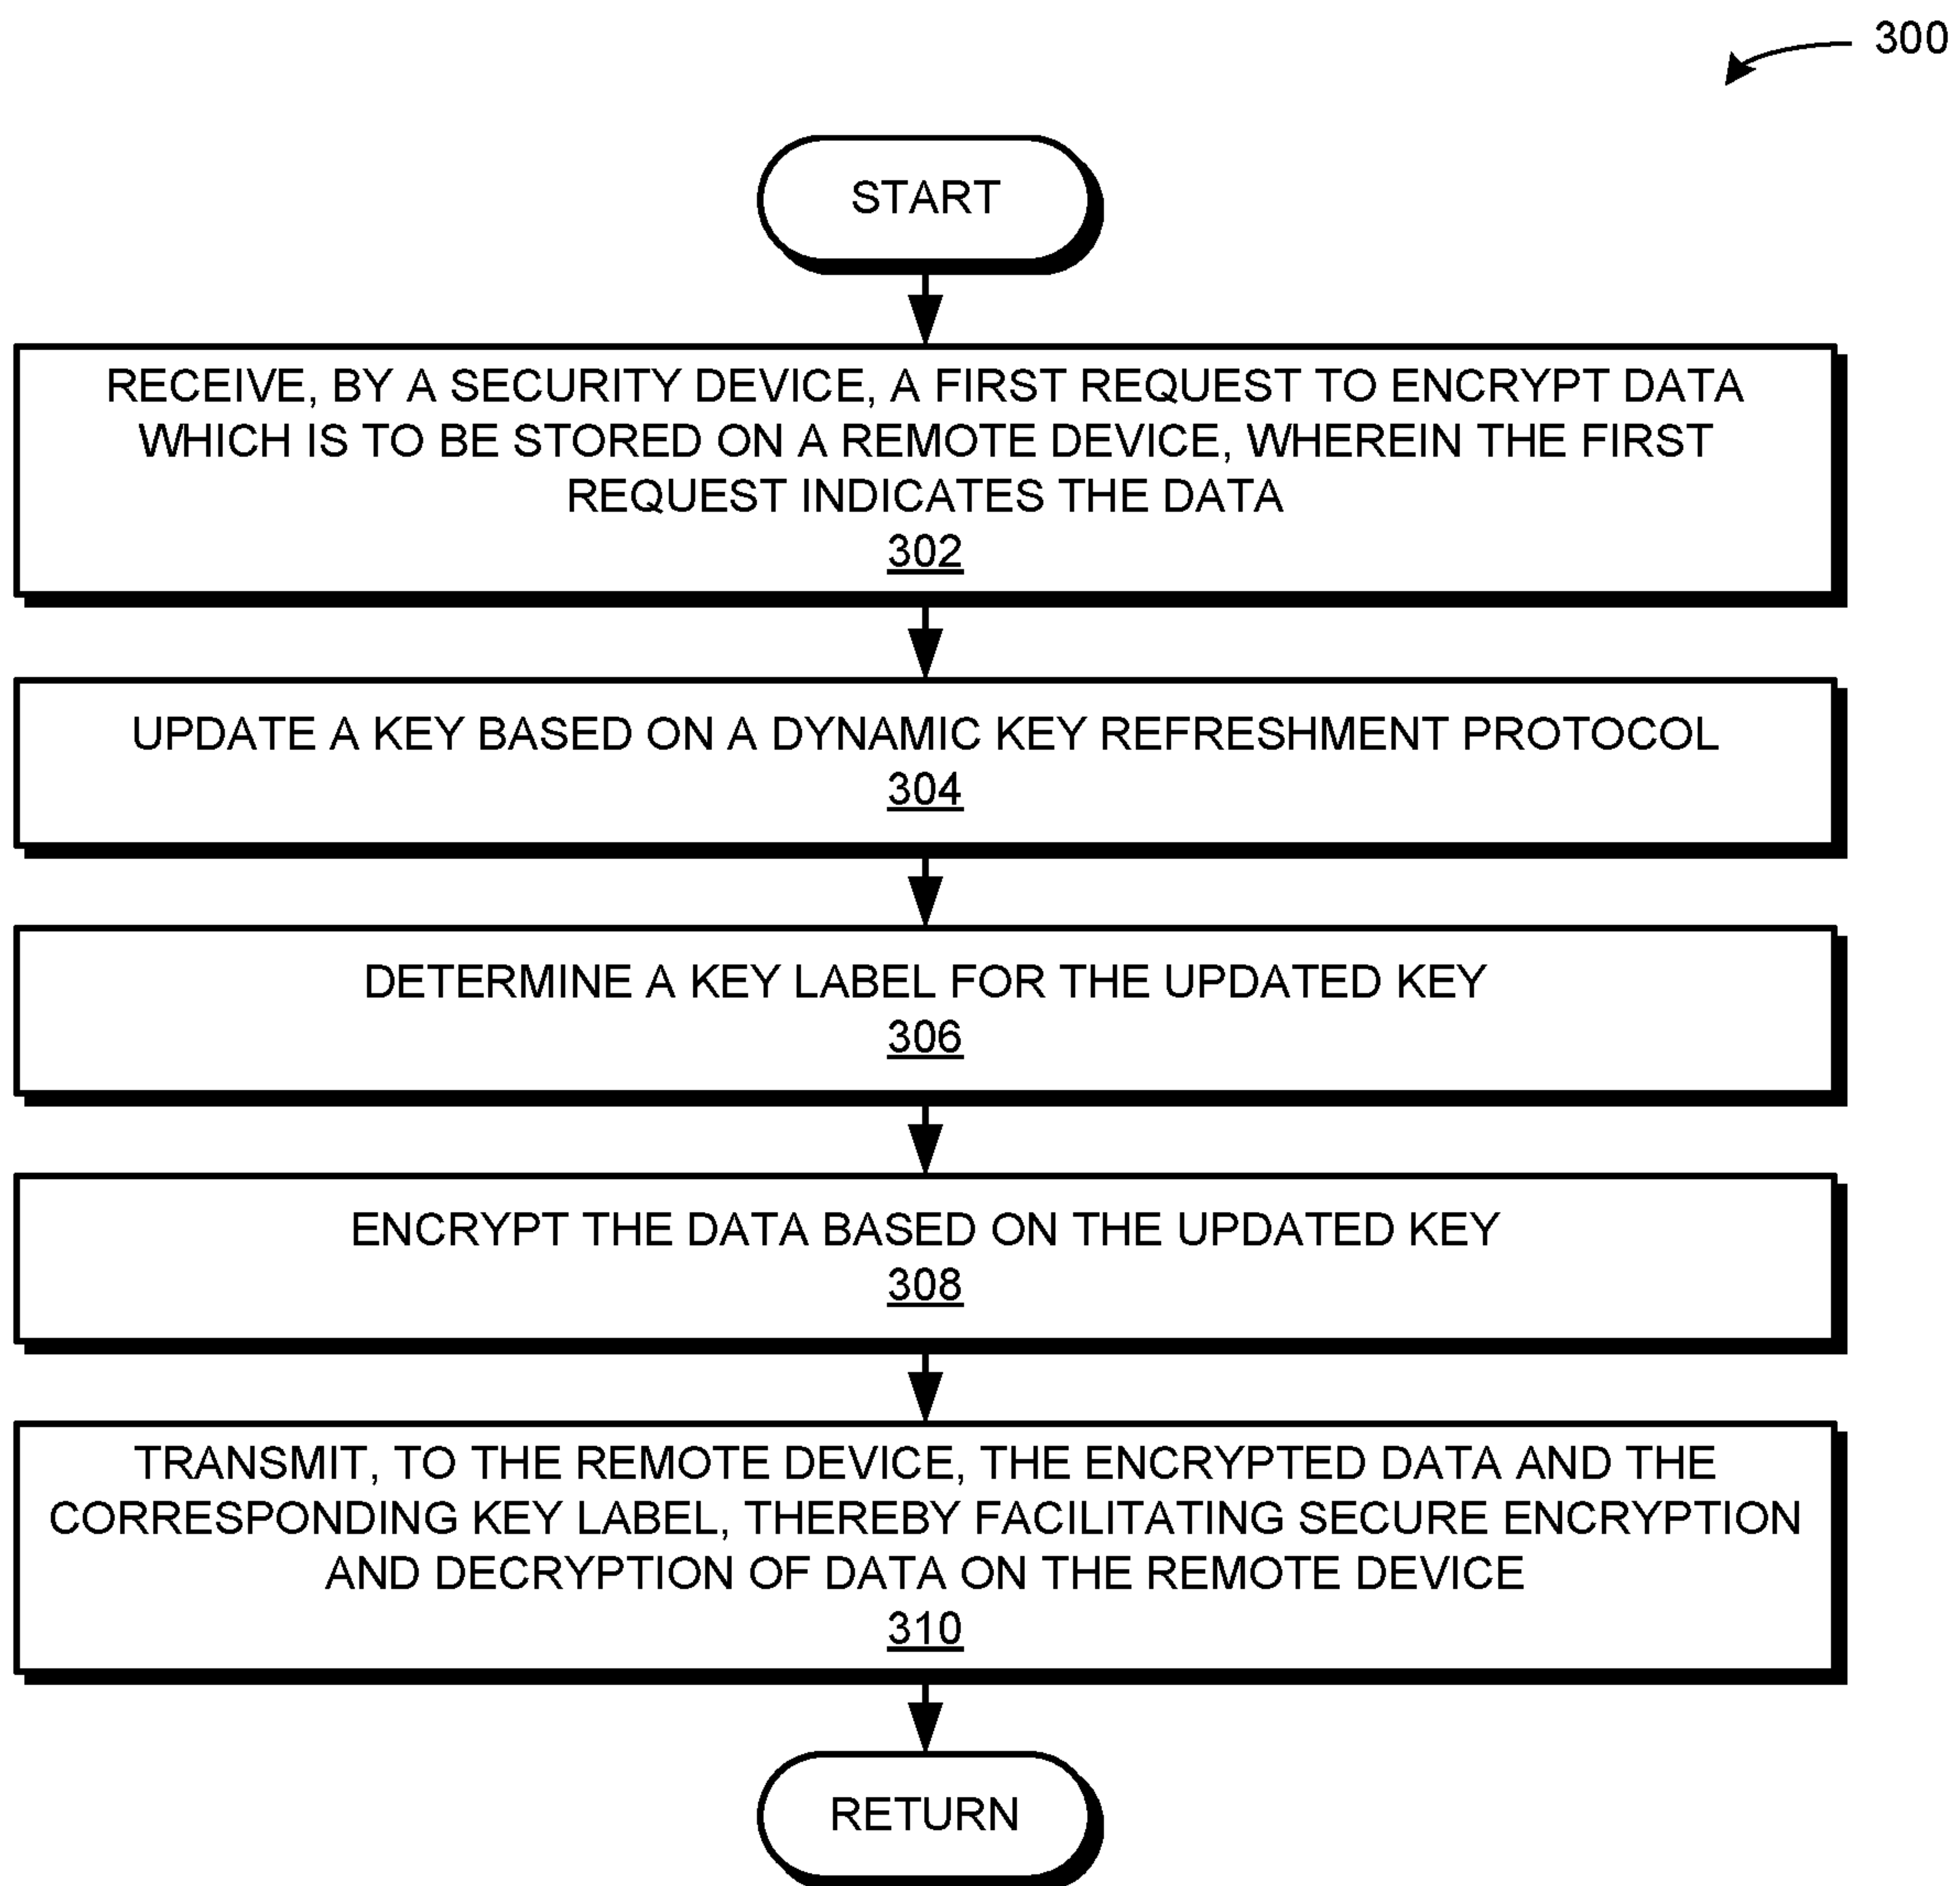 300
START
RECEIVE, BY A SECURITY DEVICE, A FIRST REQUEST TO ENCRYPT DATA
WHICH IS TO BE STORED ON A REMOTE DEVICE, WHEREIN THE FIRST
REQUEST INDICATES THE DATA
302
UPDATE A KEY BASED ON A DYNAMIC KEY REFRESHMENT PROTOCOL
304
DETERMINE A KEY LABEL FOR THE UPDATED KEY
306
ENCRYPT THE DATA BASED ON THE UPDATED KEY
308
TRANSMIT, TO THE REMOTE DEVICE, THE ENCRYPTED DATA AND THE
CORRESPONDING KEY LABEL, THEREBY FACILITATING SECURE ENCRYPTION
AND DECRYPTION OF DATA ON THE REMOTE DEVICE
310
RETURN